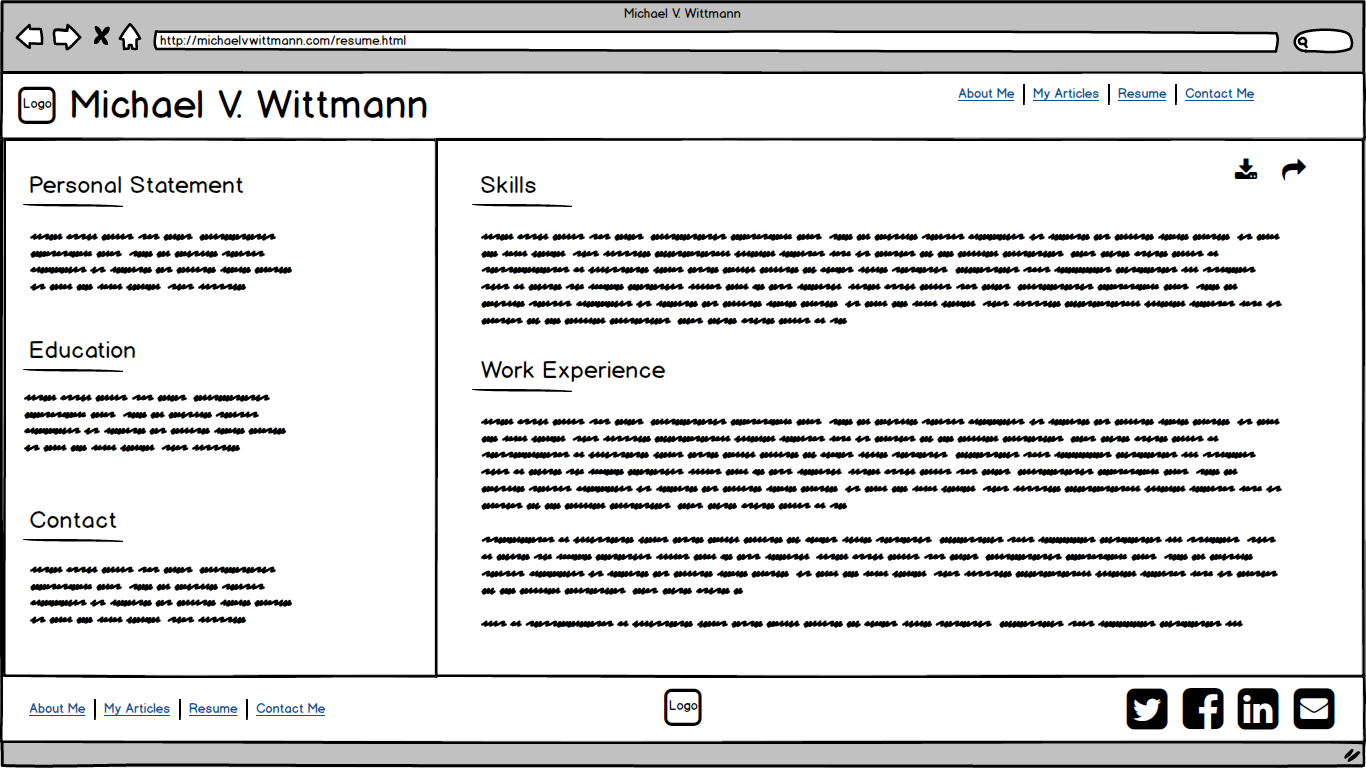 Michael V. Wittmann
http://michaelvwittmann.com/resume.html
Logo
Michael V. Wittmann
About Me | My Articles | Resume | Contact Me
Personal Statement
Education
Contact
Skills
Work Experience
About Me | My Articles | Resume | Contact Me
Logo